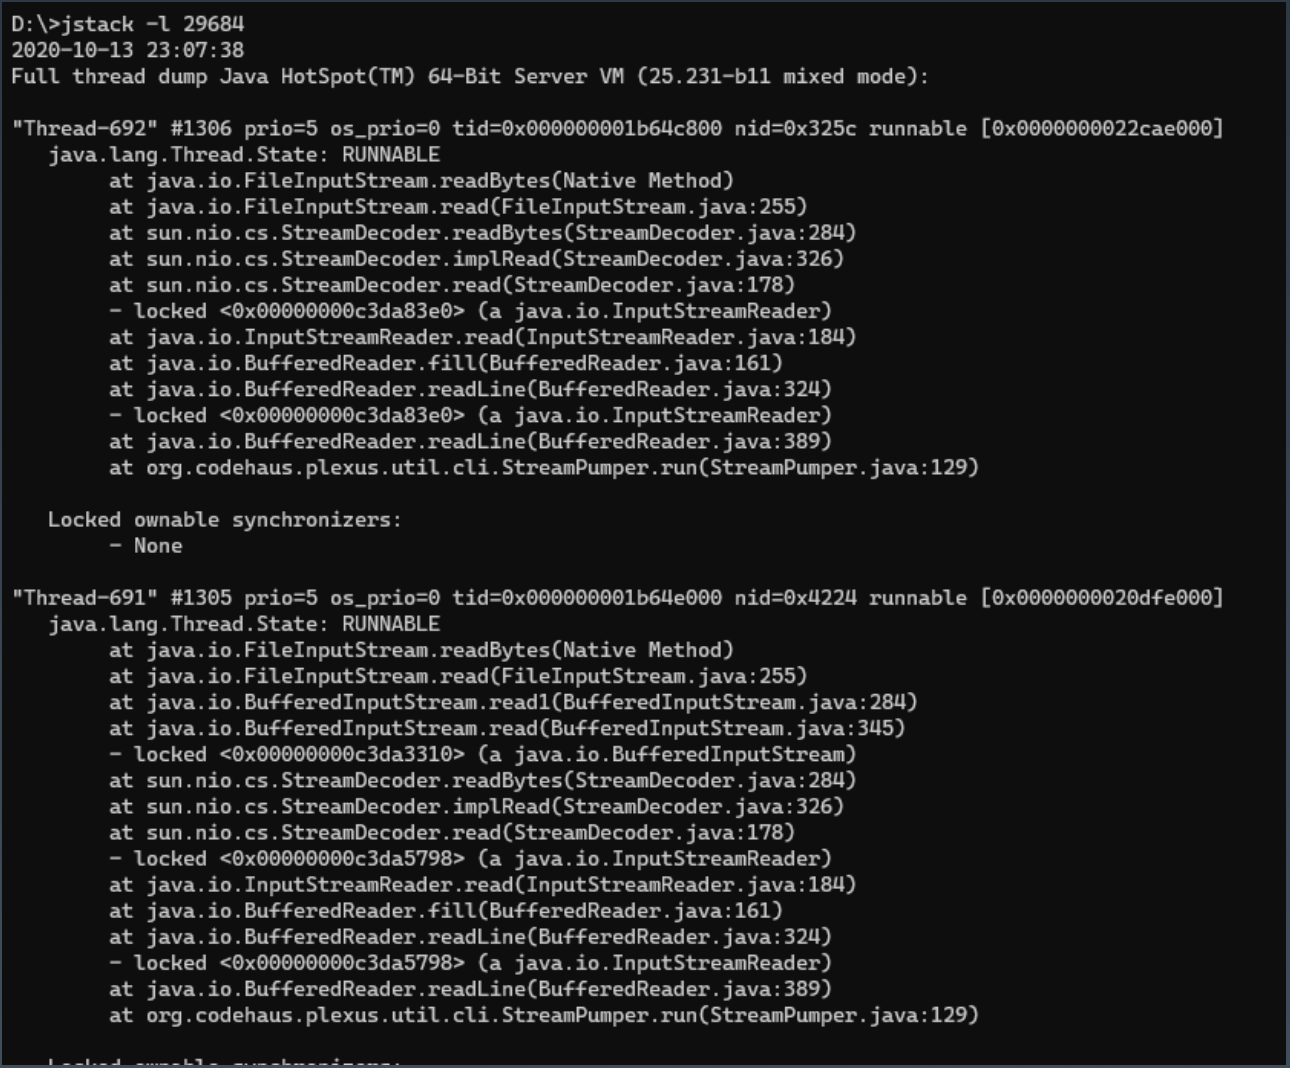 D:\>jstack -l 29684
2020-10-13 23:07:38
Full thread dump Java HotSpot(TM) 64-Bit Server VM (25.231-b11 mixed mode):
"Thread-692" #1306 prio=5 os_prio=0 tid=0x000000001b64c800 nid=0x325c runnable [0x0000000022cae000]
java.lang.Thread.State: RUNNABLE
at java.io.FileInputStream.readBytes(Native Method)
at java.io.FileInputStream.read(FileInputStream.java:255)
at sun.nio.cs.StreamDecoder.readBytes(StreamDecoder.java:284)
at sun.nio.cs.StreamDecoder.implRead(StreamDecoder.java:326)
at sun.nio.cs.StreamDecoder.read(StreamDecoder.java:178)
- locked <0x00000000c3da83e0> (a java.io.InputStreamReader)
at java.io.InputStreamReader.read(InputStreamReader.java:184)
at java.io.BufferedReader.fill(BufferedReader.java:161)
at java.io.BufferedReader.readLine(BufferedReader.java:324)
- locked <0x00000000c3da83e0> (a java.io.InputStreamReader)
at java.io.BufferedReader.readLine(BufferedReader.java:389)
at org.codehaus.plexus.util.cli.StreamPumper.run(StreamPumper.java:129)
Locked ownable synchronizers:
- None
"Thread-691" #1305 prio=5 os_prio=0 tid=0x000000001b64e000 nid=0x4224 runnable [0x0000000020dfe000]
java.lang.Thread.State: RUNNABLE
at java.io.FileInputStream.readBytes(Native Method)
at java.io.FileInputStream.read(FileInputStream.java:255)
at java.io.BufferedInputStream.read1(BufferedInputStream.java:284)
at java.io.BufferedInputStream.read(BufferedInputStream.java:345)
- locked <0x00000000c3da3310> (a java.io.BufferedInputStream)
at sun.nio.cs.StreamDecoder.readBytes(StreamDecoder.java:284)
at sun.nio.cs.StreamDecoder.implRead(StreamDecoder.java:326)
at sun.nio.cs.StreamDecoder.read(StreamDecoder.java:178)
- locked <0x00000000c3da5798> (a java.io.InputStreamReader)
at java.io.InputStreamReader.read(InputStreamReader.java:184)
at java.io.BufferedReader.fill(BufferedReader.java:161)
at java.io.BufferedReader.readLine(BufferedReader.java:324)
- locked <0x00000000c3da5798> (a java.io.InputStreamReader)
at java.io.BufferedReader.readLine(BufferedReader.java:389)
at org.codehaus.plexus.util.cli.StreamPumper.run(StreamPumper.java:129)
Locked ownable synchronizers: